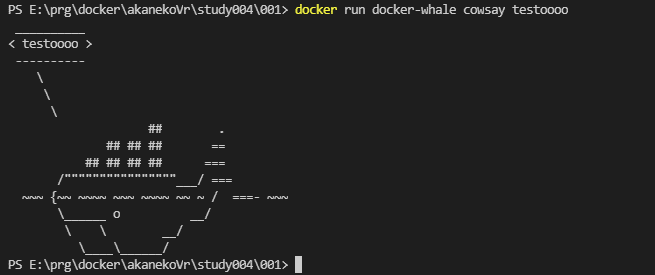 PS E:\prg\docker\akanekoVr\study004\001> docker run docker-whale cowsay testoooo
 __________
< testoooo >
 ----------
    \
     \
      \
                    ##        .
              ## ## ##       ==
           ## ## ## ##      ===
       /""""""""""""""""___/ ===
  ~~~ {~~ ~~~~ ~~~ ~~~~ ~~ ~ /  ===- ~~~
       \______ o          __/
        \    \        __/
          \____\______/
PS E:\prg\docker\akanekoVr\study004\001>